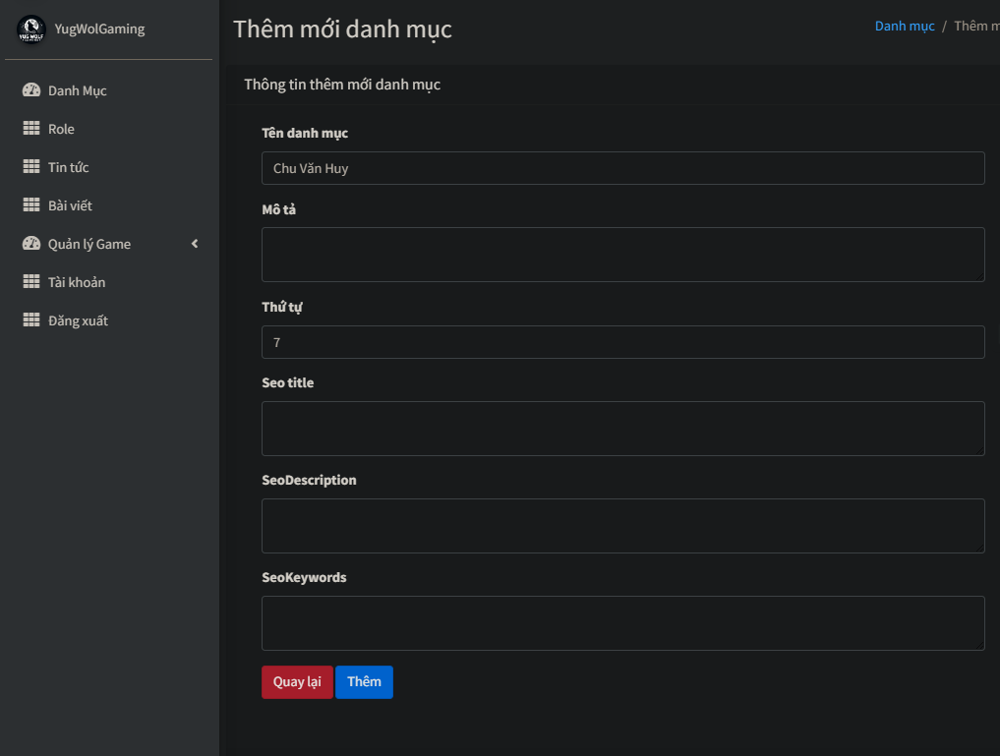 YugWolGaming
Danh Mục
Role
Tin tức
Bài viết
Quản lý Game
Tài khoản
Đăng xuất
Thêm mới danh mục
Danh mục / Thêm m
Thông tin thêm mới danh mục
Tên danh mục
Chu Văn Huy
Mô tả
Thứ tự
7
Seo title
SeoDescription
SeoKeywords
Quay lại
Thêm